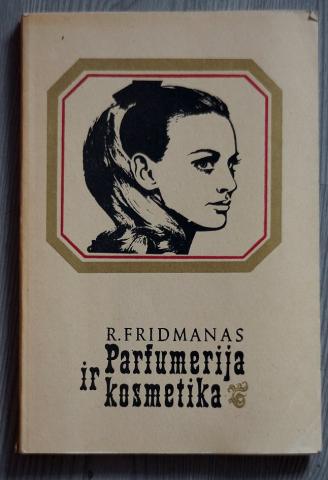 R.FRIDMANAS
Parfumerija
ir kosmetika